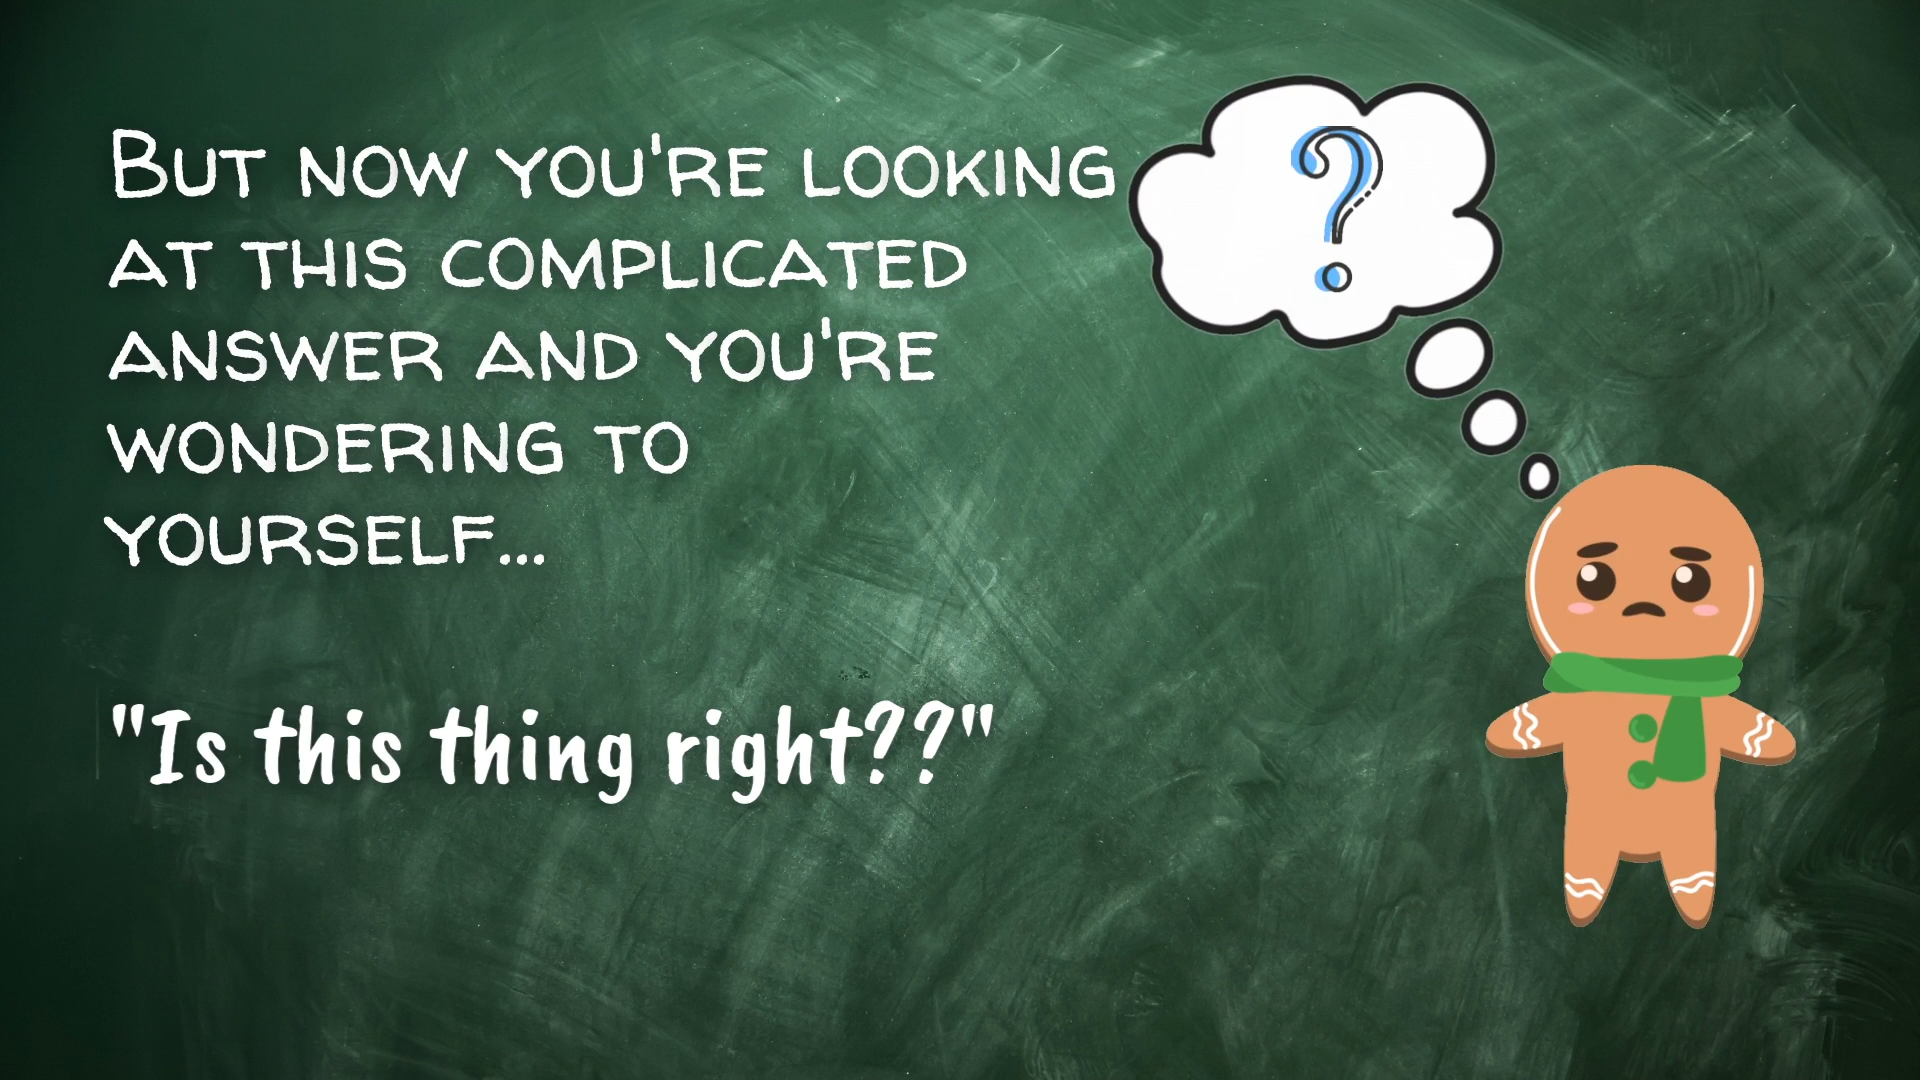 But now you're looking
at this complicated
answer and you're
wondering to
yourself...
"Is this thing right??"
?